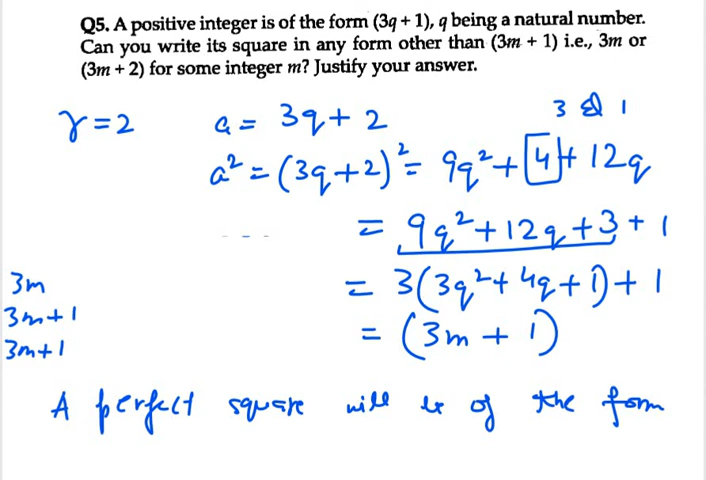 Q5. A positive integer is of the form (3q + 1), q being a natural number.
Can you write its square in any form other than (3m + 1) i.e., 3m or
(3m + 2) for some integer m? Justify your answer.
r = 2 a = 3q + 2 3 1
a² = (3q + 2)² = 9q² + 4 + 12q
= 9q² + 12q + 3 + 1
3m = 3(3q² + 4q + 1) + 1
3m + 1 = (3m + 1)
3m + 1
A perfect square will be of the form